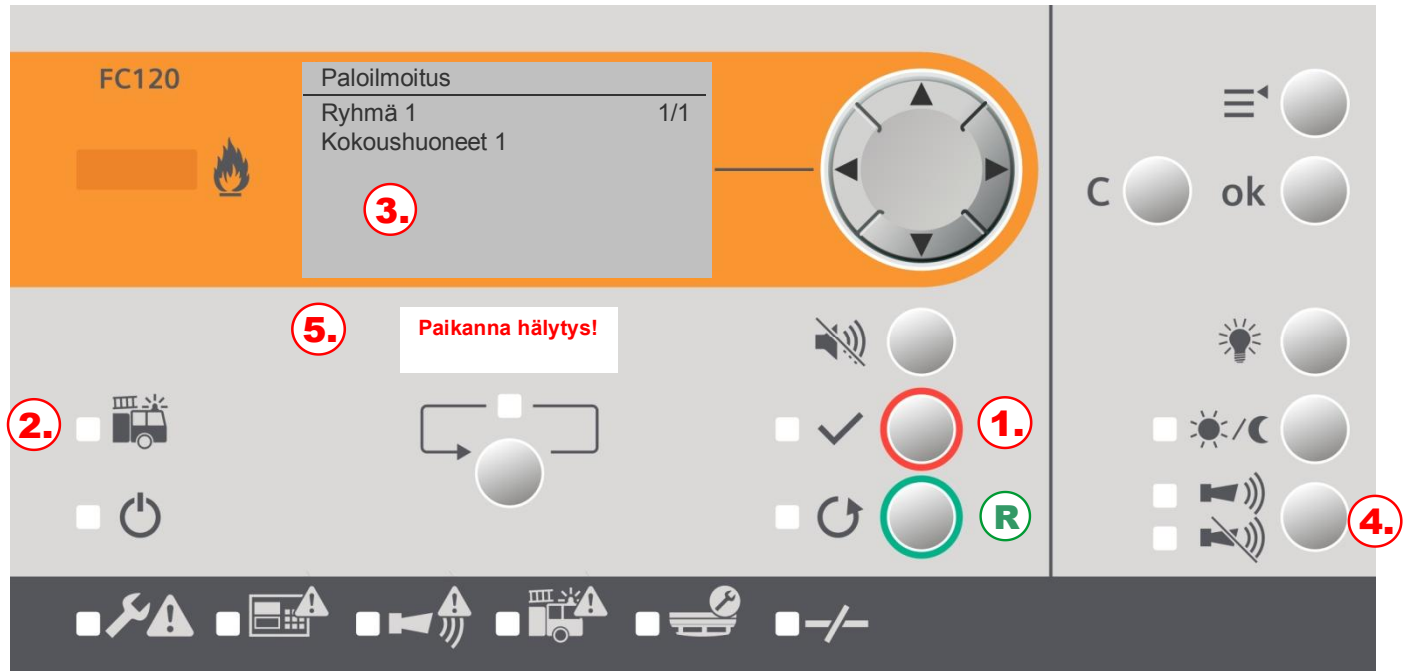 FC120
Paloilmoitus
Ryhmä 1 1/1
Kokoushuoneet 1
3.
C ok
5. Paikanna hälytys!
2.
1.
R
4.